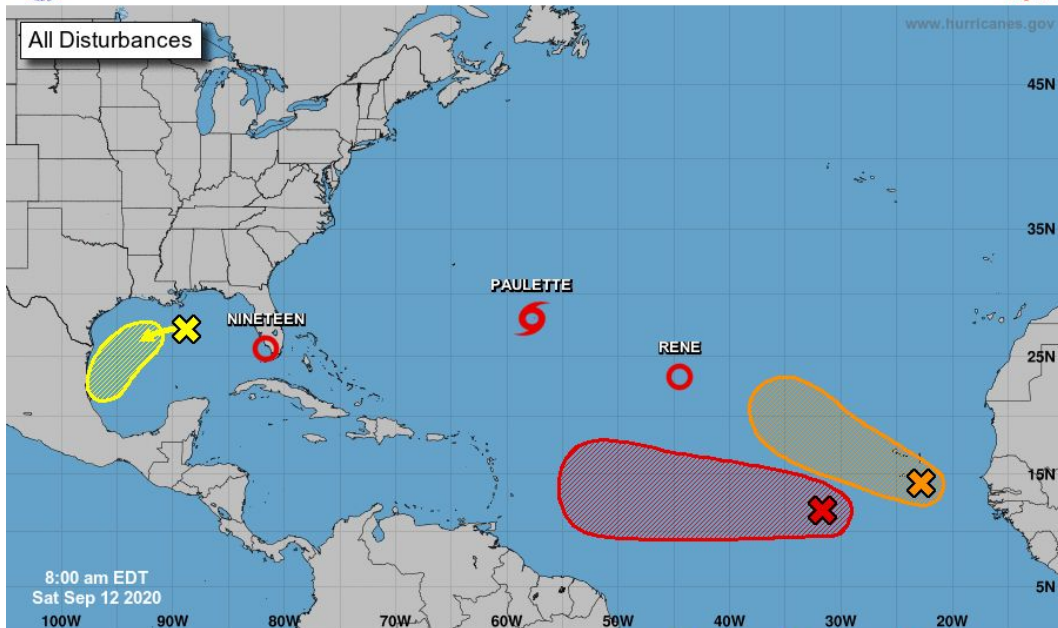 All Disturbances
www.hurricanes.gov
45N
35N
PAULETTE
NINETEEN
RENE
25N
15N
8:00 am EDT
Sat Sep 12 2020
5N
100W 90W 80W 70W 60W 50W 40W 30W 20W